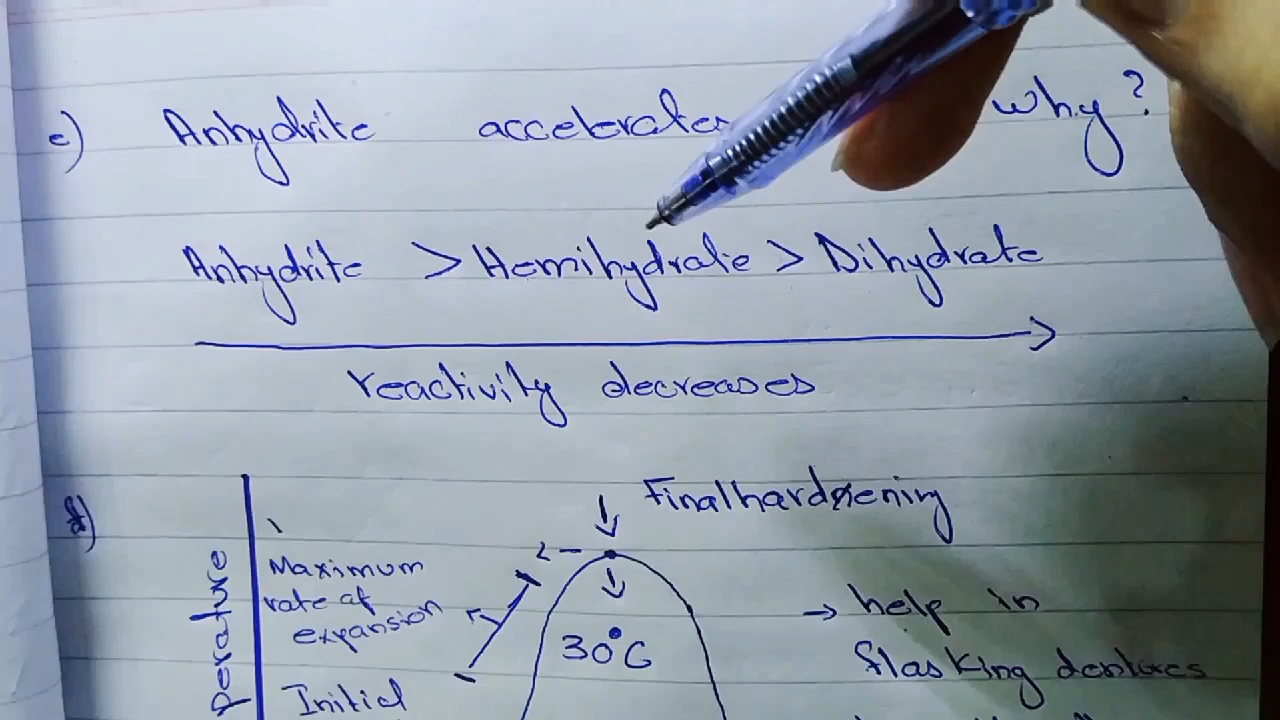 e) Anhydrite accelerates why?
Anhydrite > Hemihydrate > Dihydrate
reactivity decreases
Final hardening
Maximum
rate of
expansion
30°C
perature
→ help in
flasking dentures
Initial